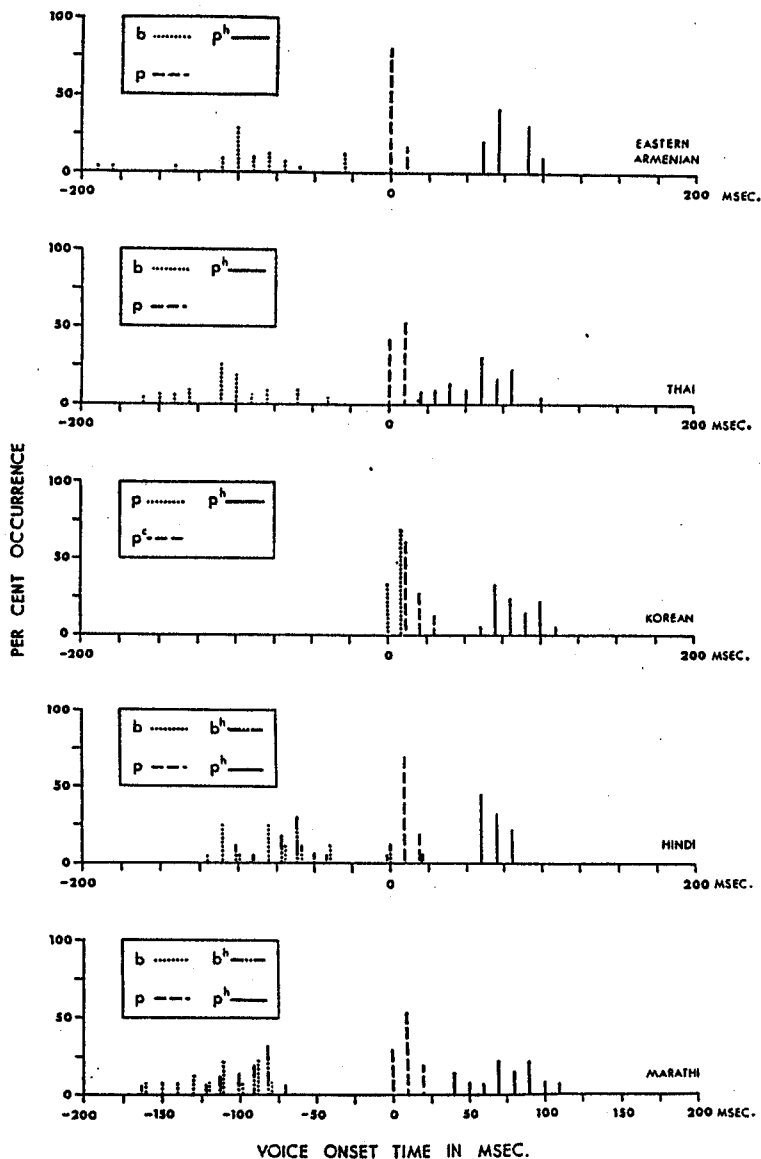 100
50
0
b pʰ
p
EASTERN
ARMENIAN
-200 0 200 MSEC.
100
50
0
b pʰ
p
THAI
-200 0 200 MSEC.
PER CENT OCCURRENCE
100
50
0
p pʰ
pᶜ
KOREAN
-200 0 200 MSEC.
100
50
0
b bʰ
p pʰ
HINDI
-200 0 200 MSEC.
100
50
0
b bʰ
p pʰ
MARATHI
-200 -150 -100 -50 0 50 100 150 200 MSEC.
VOICE ONSET TIME IN MSEC.